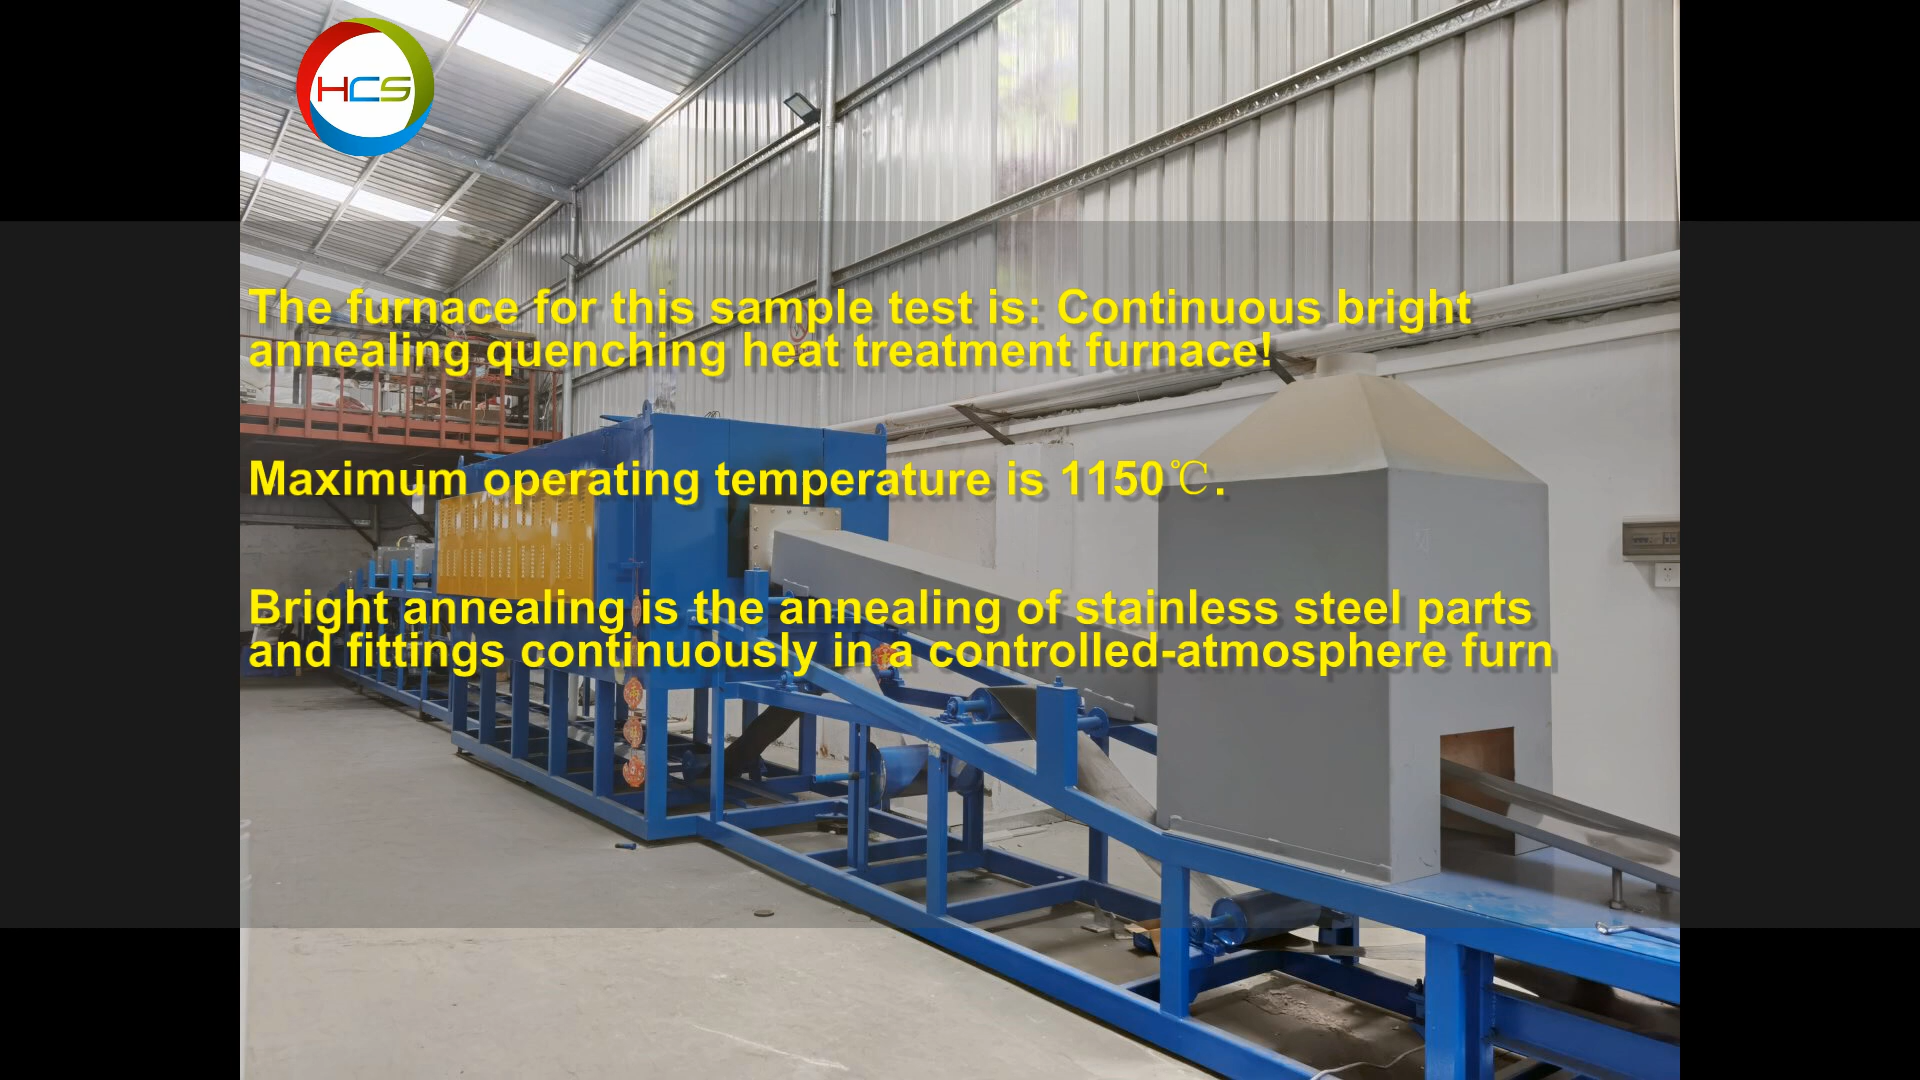 HCS
The furnace for this sample test is: Continuous bright
annealing quenching heat treatment furnace!
Maximum operating temperature is 1150℃.
Bright annealing is the annealing of stainless steel parts
and fittings continuously in a controlled-atmosphere furn